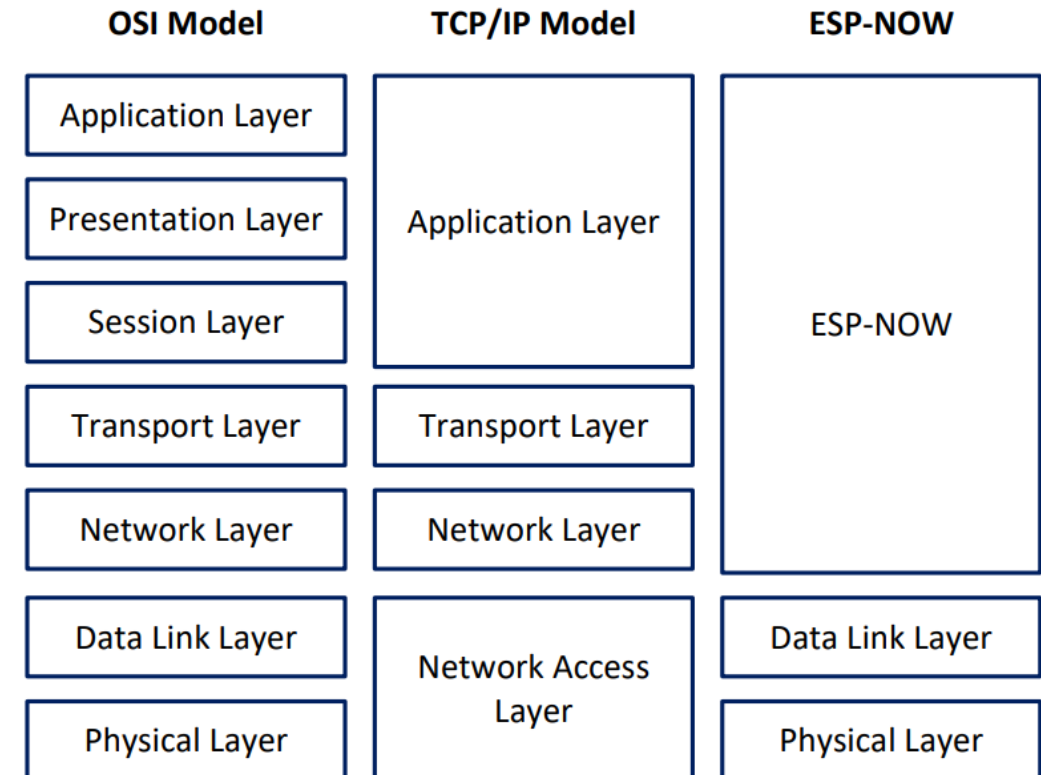 OSI Model
TCP/IP Model
ESP-NOW
Application Layer
Presentation Layer
Session Layer
Transport Layer
Network Layer
Data Link Layer
Physical Layer
Application Layer
Transport Layer
Network Layer
Network Access
Layer
ESP-NOW
Data Link Layer
Physical Layer